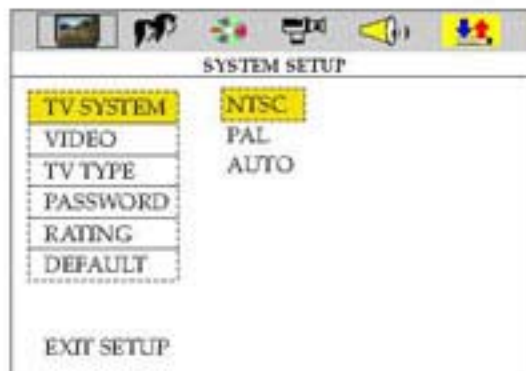 SYSTEM SETUP
TV SYSTEM NTSC
VIDEO PAL
TV TYPE AUTO
PASSWORD
RATING
DEFAULT
EXIT SETUP